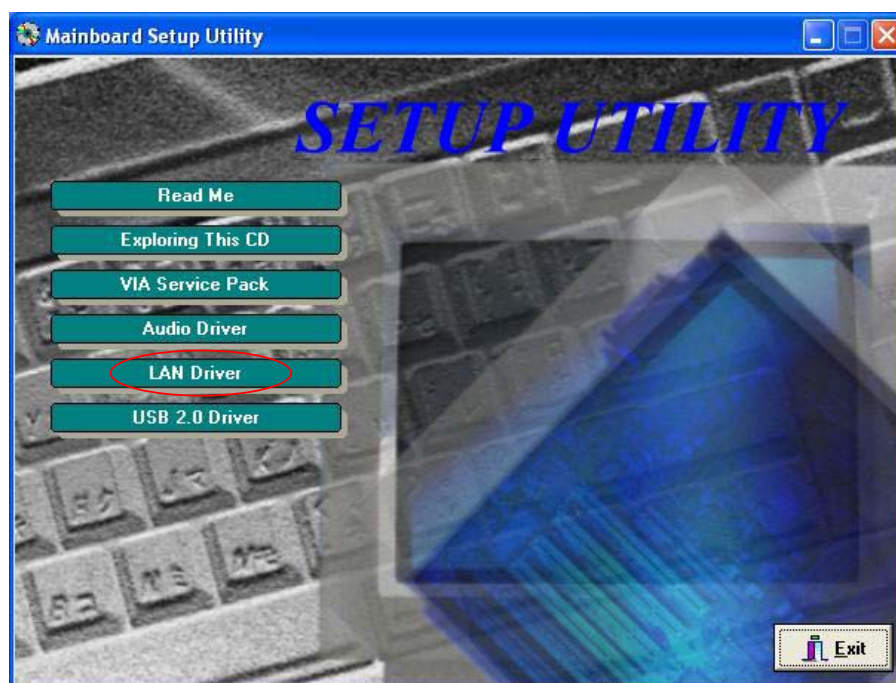 Mainboard Setup Utility
SETUP UTILITY
Read Me
Exploring This CD
VIA Service Pack
Audio Driver
LAN Driver
USB 2.0 Driver
Exit